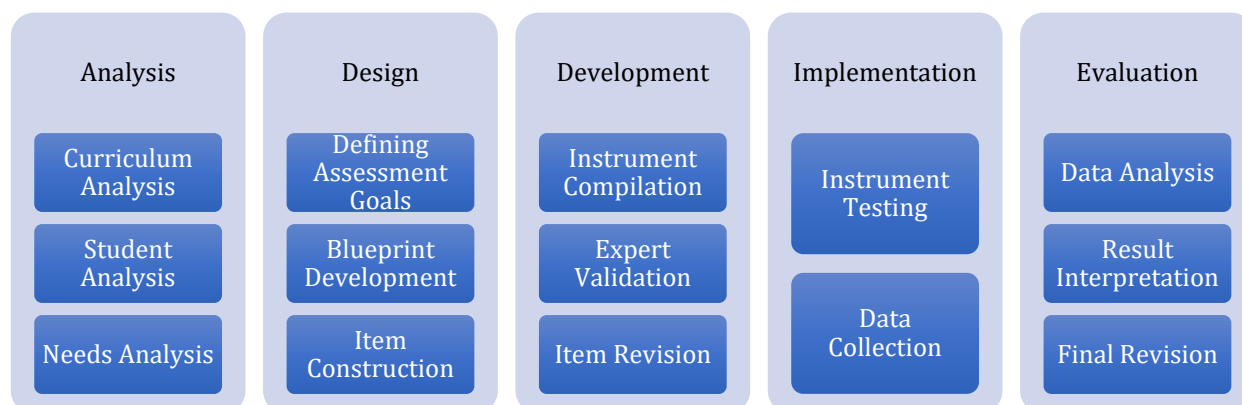 Analysis
Curriculum
Analysis
Student
Analysis
Needs Analysis
Design
Defining
Assessment
Goals
Blueprint
Development
Item
Construction
Development
Instrument
Compilation
Expert
Validation
Item Revision
Implementation
Instrument
Testing
Data
Collection
Evaluation
Data Analysis
Result
Interpretation
Final Revision